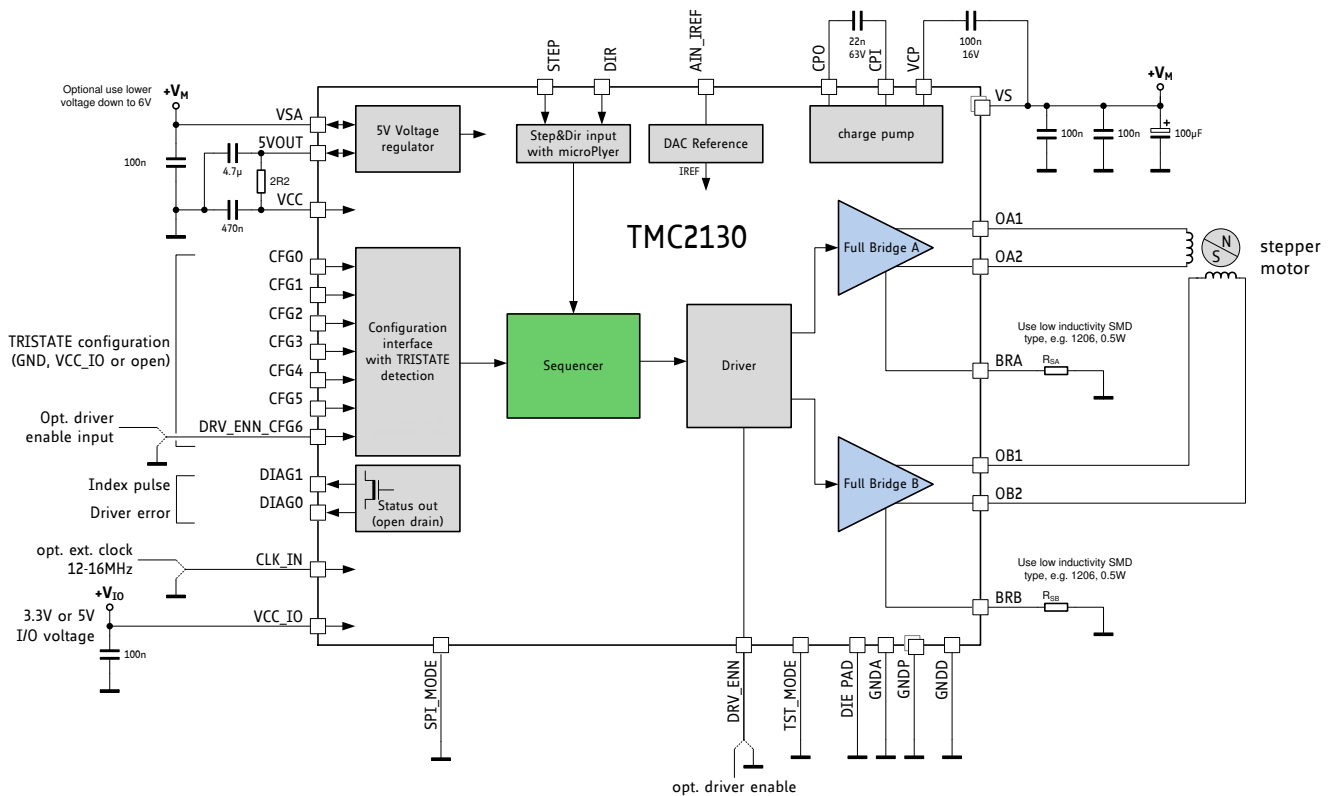 STEP
DIR
AIN_IREF
CPO
22n
63V
CPI
VCP
100n
16V
+VM
VS
100n
100n
+
100µF
Optional use lower
voltage down to 6V
+VM
VSA
5VOUT
100n
4.7µ
2R2
VCC
470n
5V Voltage
regulator
Step&Dir input
with microPlyer
DAC Reference
IREF
charge pump
TMC2130
CFG0
CFG1
CFG2
CFG3
CFG4
CFG5
DRV_ENN_CFG6
TRISTATE configuration
(GND, VCC_IO or open)
Opt. driver
enable input
Configuration
interface
with TRISTATE
detection
Sequencer
Driver
Full Bridge A
OA1
OA2
N
S
stepper
motor
Use low inductivity SMD
type, e.g. 1206, 0.5W
BRA
RSA
Full Bridge B
OB1
OB2
Use low inductivity SMD
type, e.g. 1206, 0.5W
BRB
RSB
Index pulse
Driver error
DIAG1
DIAG0
Status out
(open drain)
opt. ext. clock
12-16MHz
CLK_IN
+VIO
3.3V or 5V
I/O voltage
VCC_IO
100n
SPI_MODE
DRV_ENN
TST_MODE
DIE PAD
GNDA
GNDP
GNDD
opt. driver enable